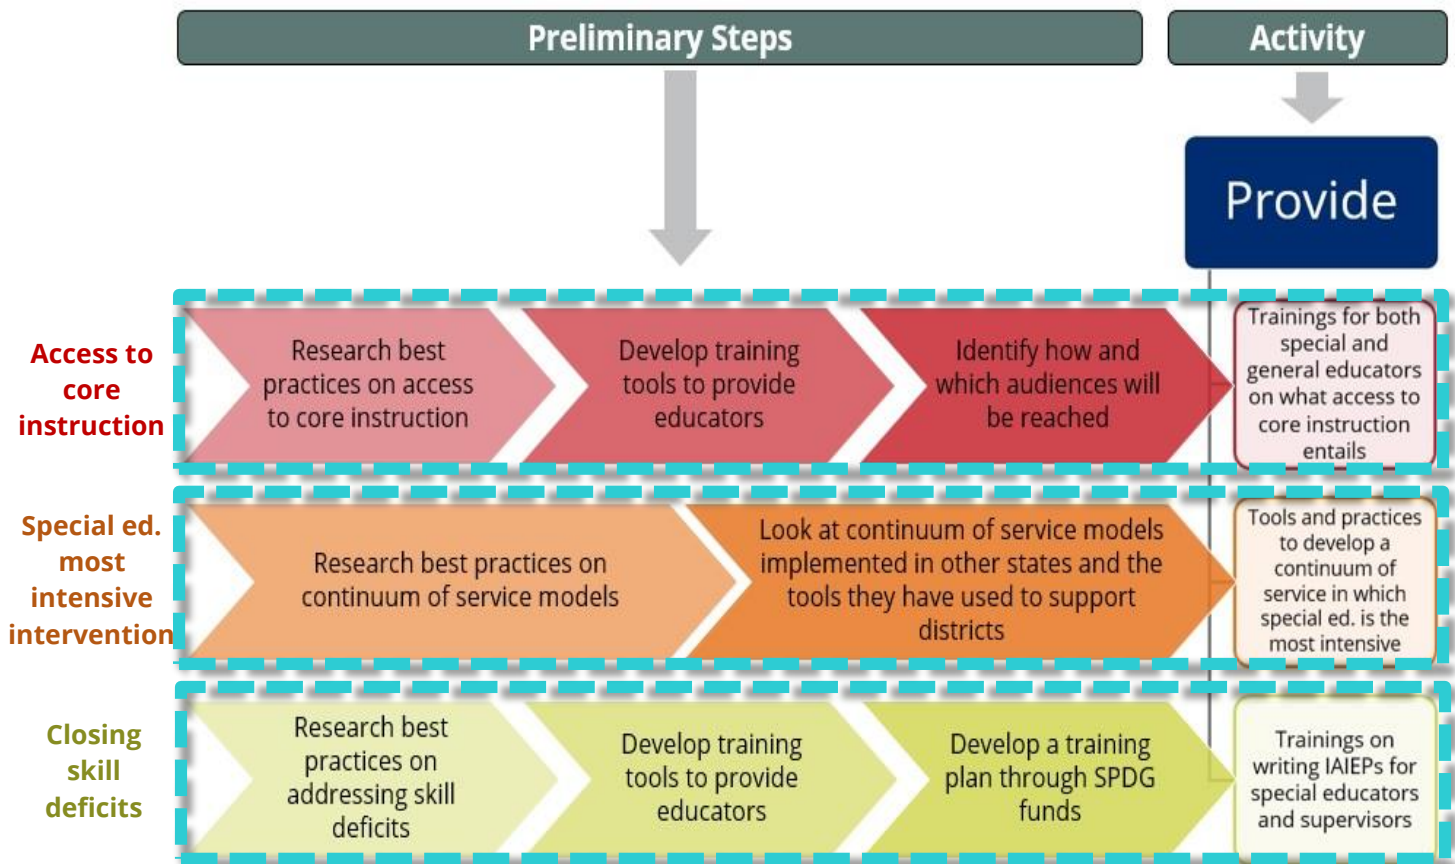 Preliminary Steps
Activity
Provide
Access to
core
instruction
Research best
practices on access
to core instruction
Develop training
tools to provide
educators
Identify how and
which audiences will
be reached
Trainings for both
special and
general educators
on what access to
core instruction
entails
Special ed.
most
intensive
intervention
Research best practices on
continuum of service models
Look at continuum of service models
implemented in other states and the
tools they have used to support
districts
Tools and practices
to develop a
continuum of
service in which
special ed. is the
most intensive
Closing
skill
deficits
Research best
practices on
addressing skill
deficits
Develop training
tools to provide
educators
Develop a training
plan through SPDG
funds
Trainings on
writing IAIEPs for
special educators
and supervisors